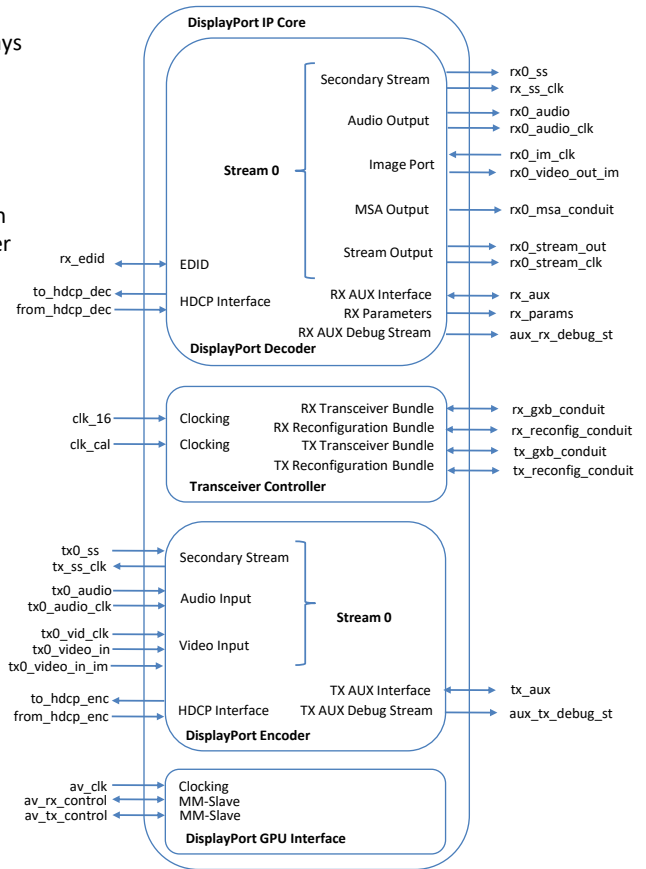 DisplayPort IP Core
ays
n
er
Secondary Stream
rx0_ss
rx_ss_clk
Audio Output
rx0_audio
rx0_audio_clk
Stream 0
Image Port
rx0_im_clk
rx0_video_out_im
MSA Output
rx0_msa_conduit
Stream Output
rx0_stream_out
rx0_stream_clk
rx_edid
EDID
to_hdcp_dec
from_hdcp_dec
HDCP Interface
RX AUX Interface
rx_aux
RX Parameters
rx_params
RX AUX Debug Stream
aux_rx_debug_st
DisplayPort Decoder
clk_16
Clocking
clk_cal
Clocking
RX Transceiver Bundle
rx_gxb_conduit
RX Reconfiguration Bundle
rx_reconfig_conduit
TX Transceiver Bundle
tx_gxb_conduit
TX Reconfiguration Bundle
tx_reconfig_conduit
Transceiver Controller
tx0_ss
tx_ss_clk
Secondary Stream
tx0_audio
tx0_audio_clk
Audio Input
Stream 0
tx0_vid_clk
tx0_video_in
tx0_video_in_im
Video Input
to_hdcp_enc
from_hdcp_enc
HDCP Interface
TX AUX Interface
tx_aux
TX AUX Debug Stream
aux_tx_debug_st
DisplayPort Encoder
av_clk
Clocking
av_rx_control
MM-Slave
av_tx_control
MM-Slave
DisplayPort GPU Interface